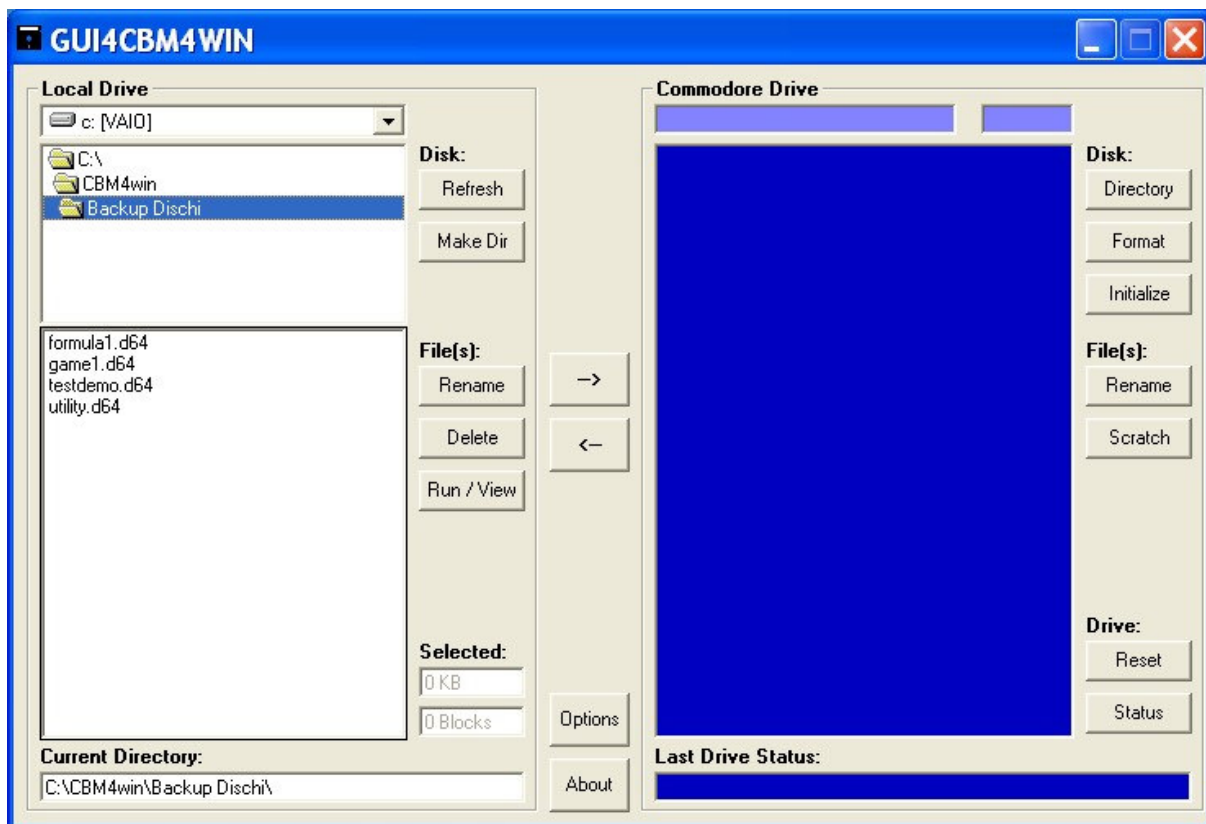 GUI4CBM4WIN
Local Drive
c: [VAIO]
C:\
CBM4win
Backup Dischi
Disk:
Refresh
Make Dir
formula1.d64
game1.d64
testdemo.d64
utility.d64
File(s):
Rename
Delete
Run / View
Selected:
0 KB
0 Blocks
Current Directory:
C:\CBM4win\Backup Dischi\
-->
<--
Options
About
Commodore Drive
Disk:
Directory
Format
Initialize
File(s):
Rename
Scratch
Drive:
Reset
Status
Last Drive Status: